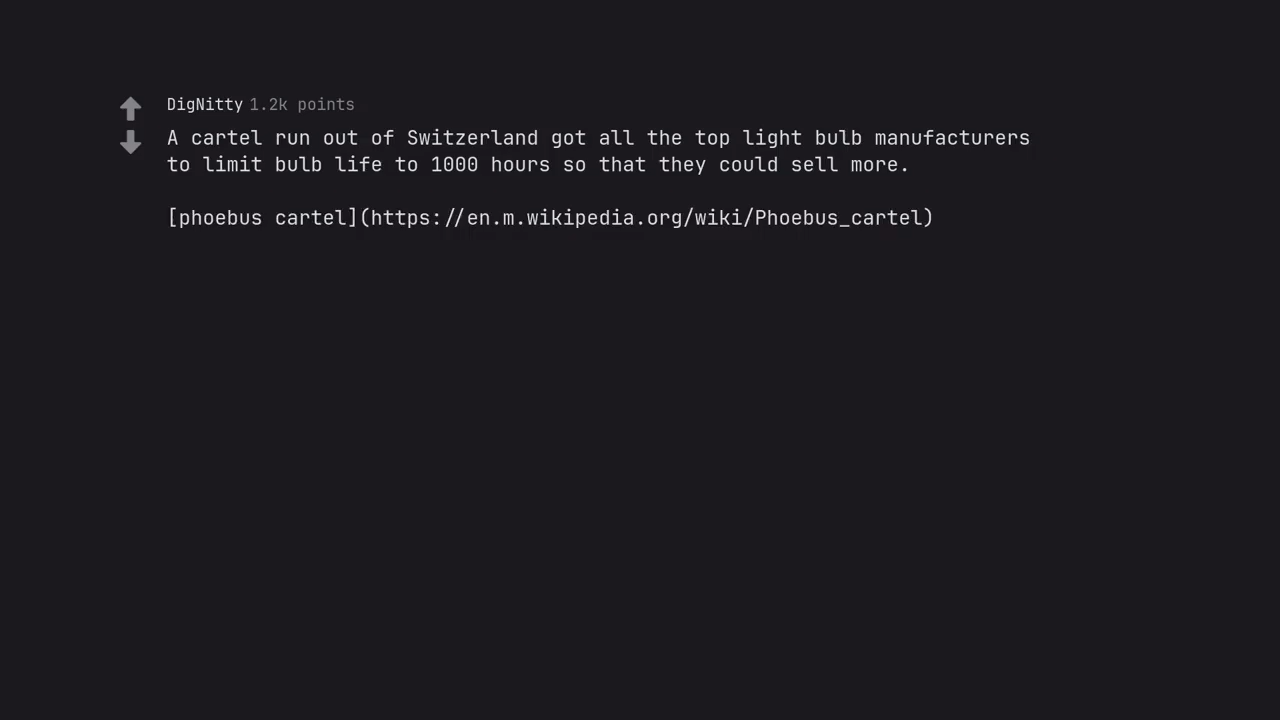 DigNitty 1.2k points
A cartel run out of Switzerland got all the top light bulb manufacturers
to limit bulb life to 1000 hours so that they could sell more.
[phoebus cartel](https://en.m.wikipedia.org/wiki/Phoebus_cartel)